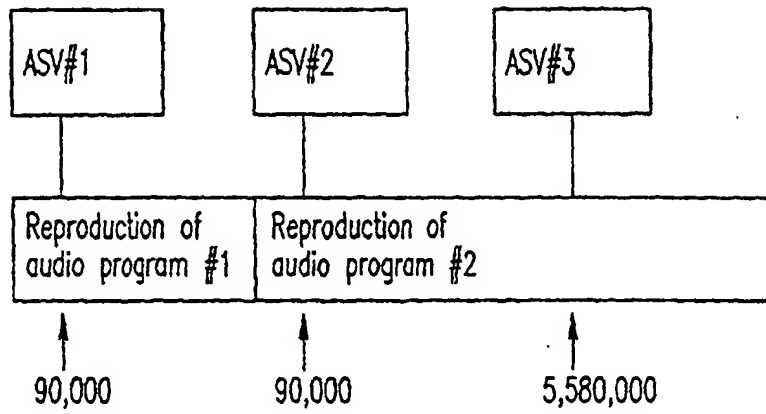 ASV#1
ASV#2
ASV#3
Reproduction of
audio program #1
Reproduction of
audio program #2
90,000
90,000
5,580,000